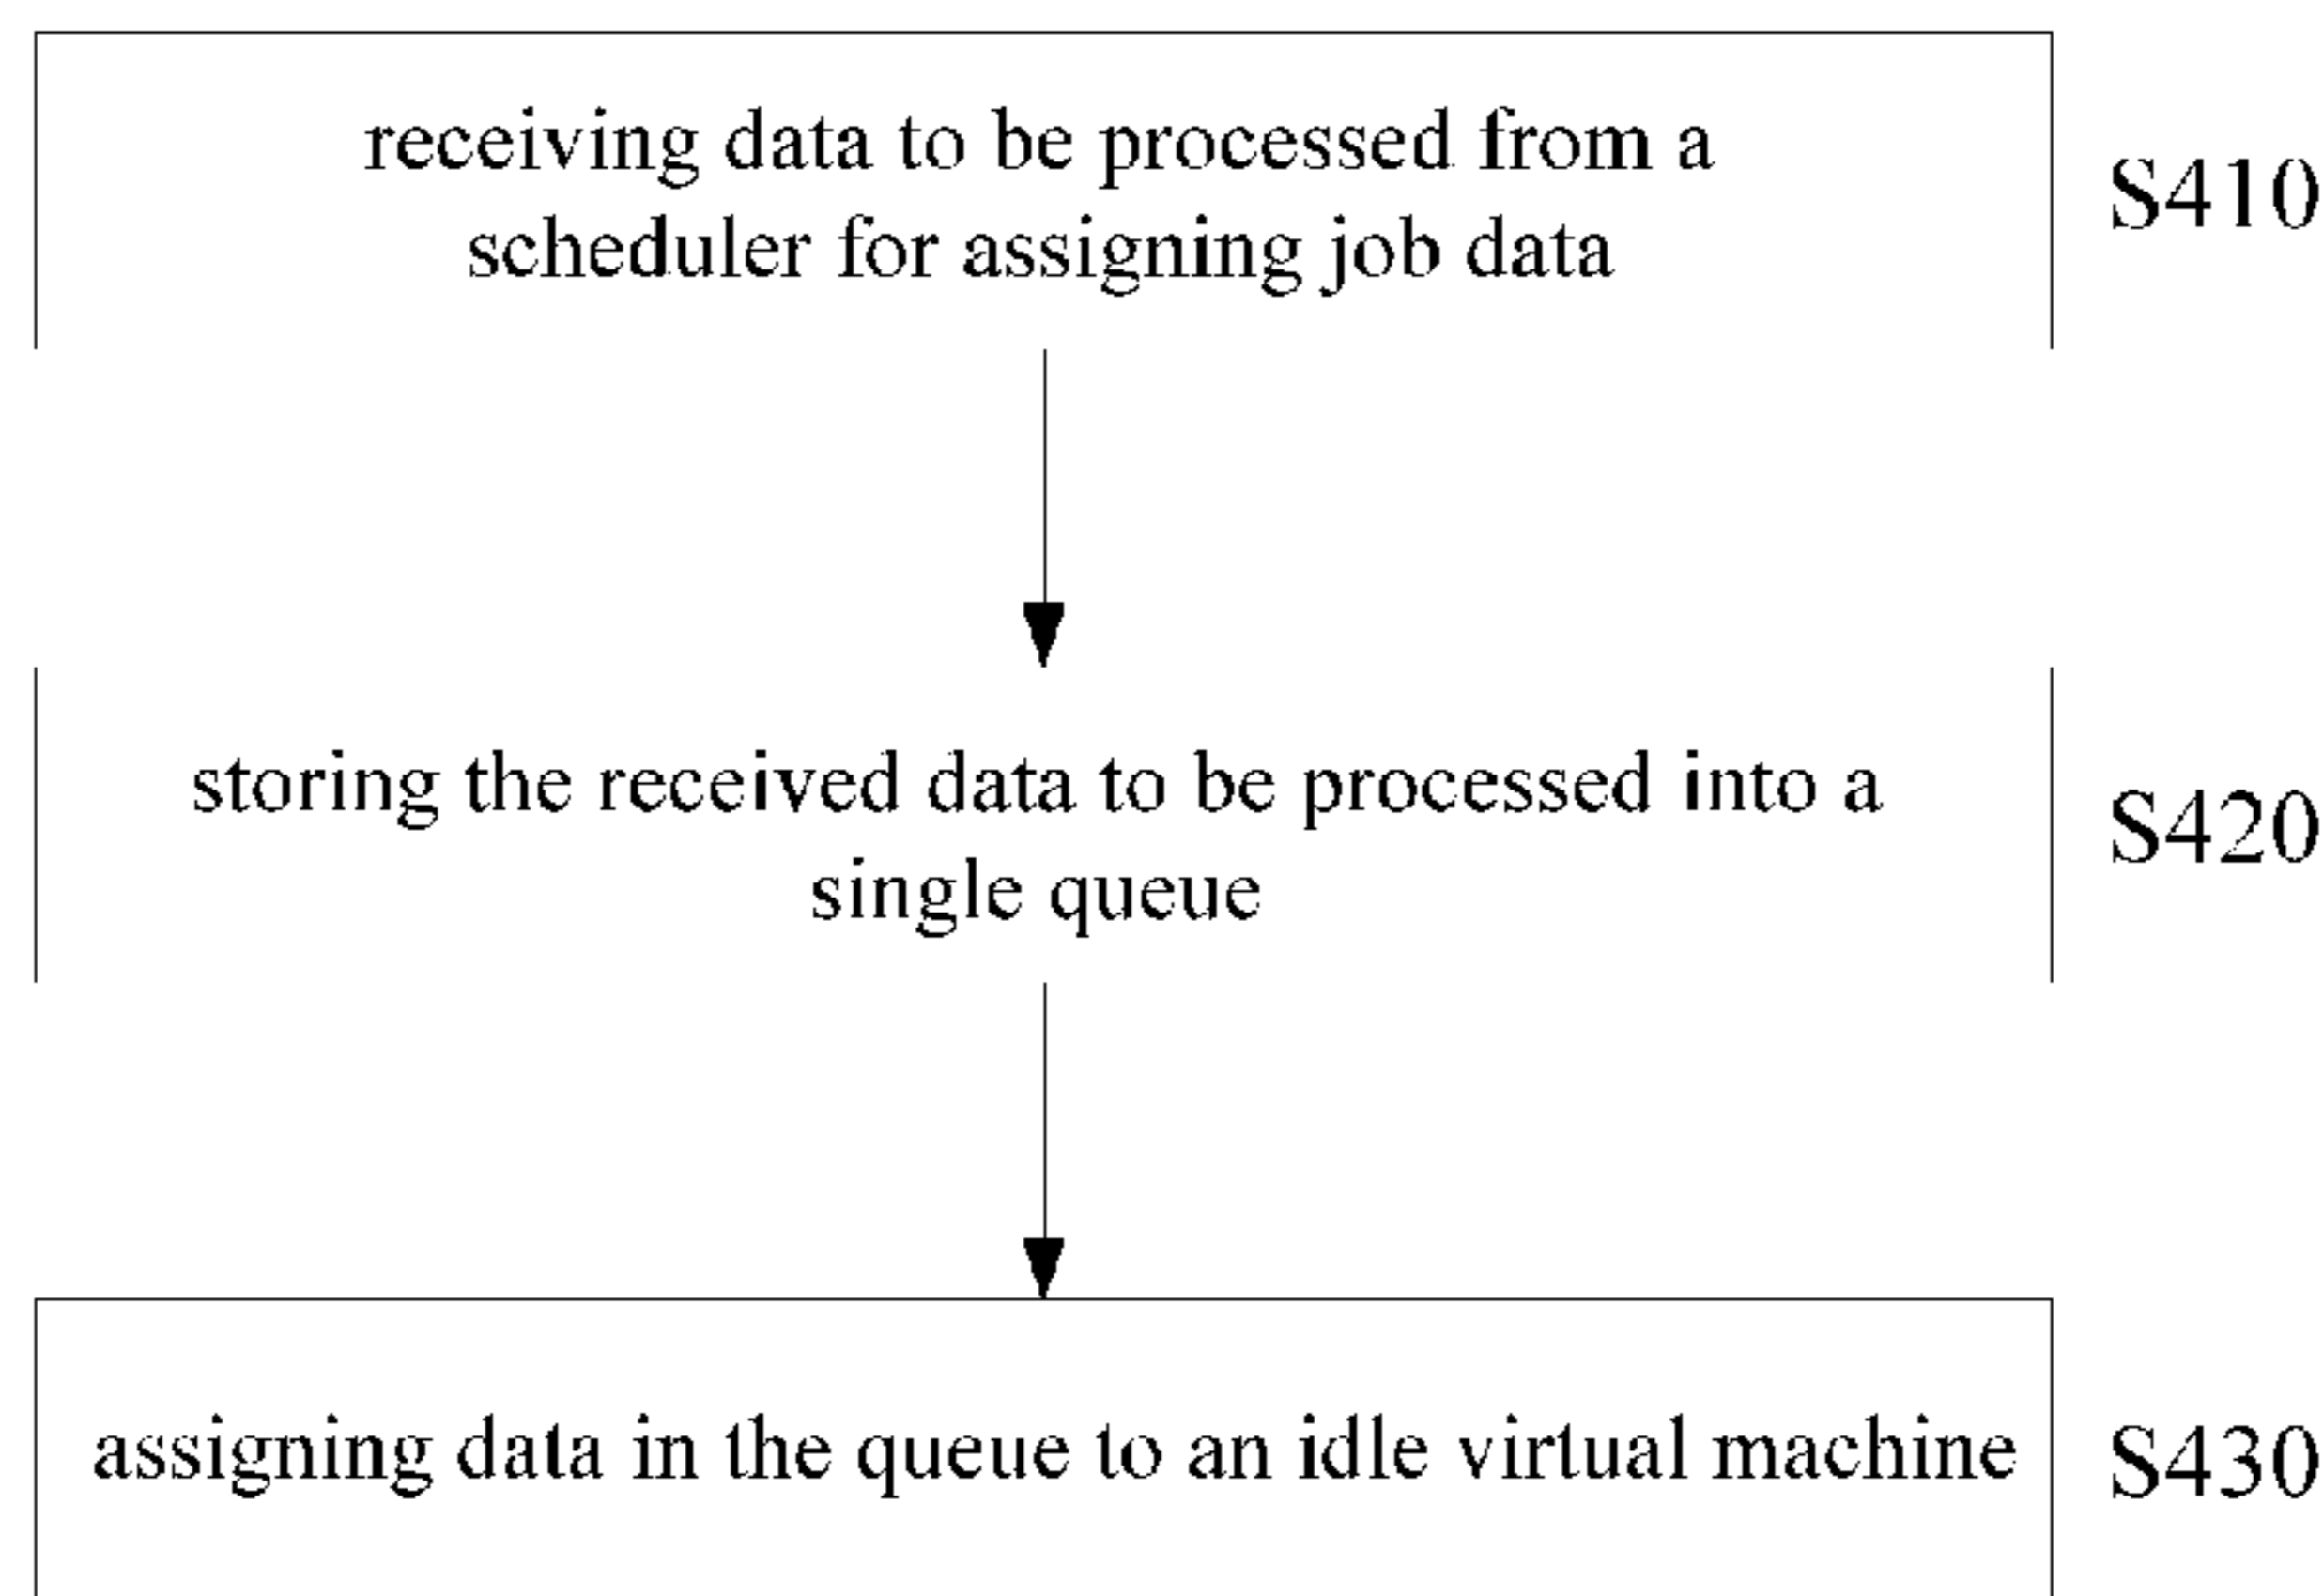 receiving data to be processed from a
scheduler for assigning job data
S410
storing the received data to be processed into a
single queue
S420
assigning data in the queue to an idle virtual machine
S430